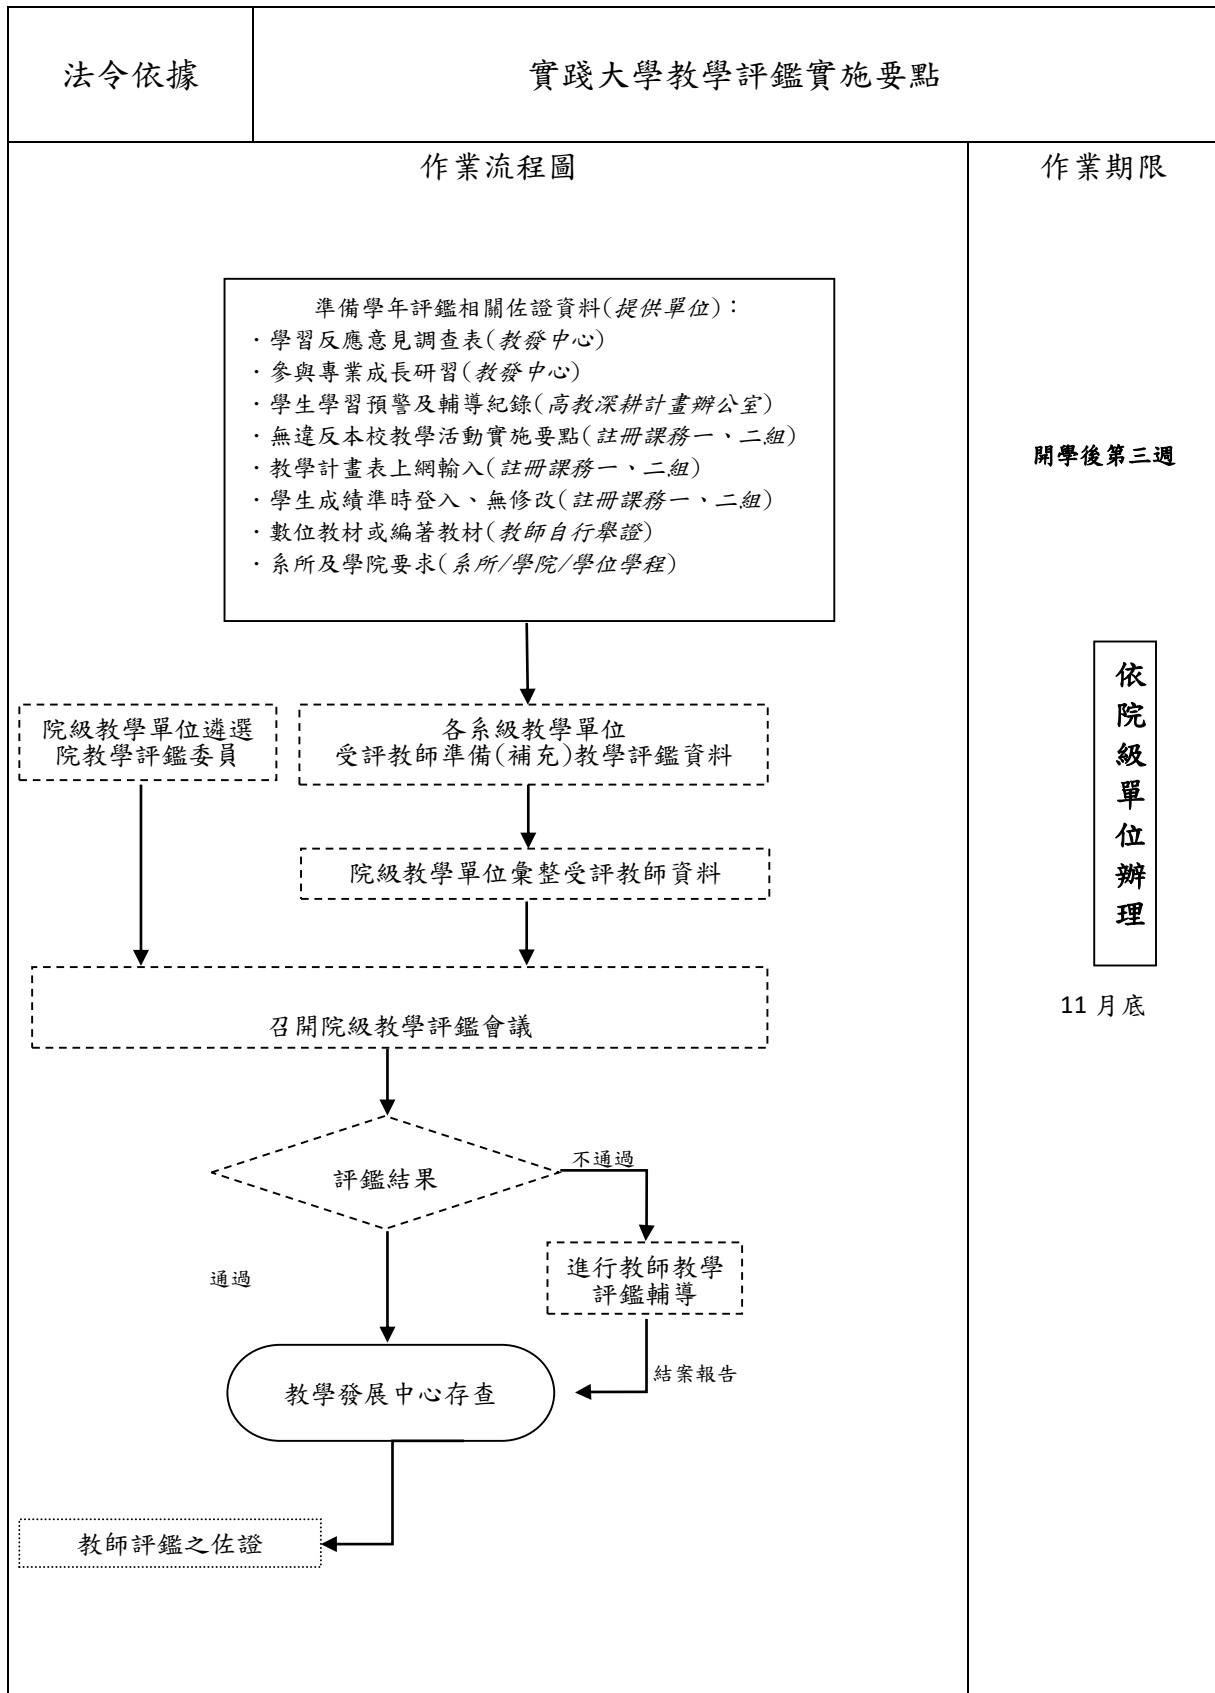 法令依據
實踐大學教學評鑑實施要點
作業流程圖
作業期限
準備學年評鑑相關佐證資料(提供單位)：
·學習反應意見調查表(教發中心)
·參與專業成長研習(教發中心)
·學生學習預警及輔導紀錄(高教深耕計畫辦公室)
·無違反本校教學活動實施要點(註冊課務一、二組)
·教學計畫表上網輸入(註冊課務一、二組)
·學生成績準時登入、無修改(註冊課務一、二組)
·數位教材或編著教材(教師自行舉證)
·系所及學院要求(系所/學院/學位學程)
開學後第三週
院級教學單位遴選
院教學評鑑委員
各系級教學單位
受評教師準備(補充)教學評鑑資料
依院級單位辦理
院級教學單位彙整受評教師資料
召開院級教學評鑑會議
11 月底
評鑑結果
不通過
通過
進行教師教學
評鑑輔導
結案報告
教學發展中心存查
教師評鑑之佐證